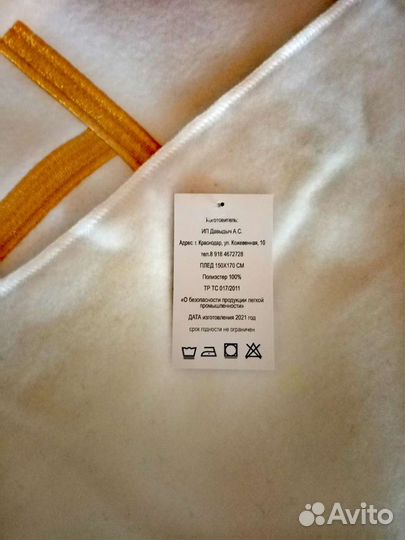 Изготовитель:
ИП Давыдыч А.С.
Адрес: г. Краснодар, ул. Кожевенная, 10
тел.8 918 4672728
ПЛЕД 150Х170 СМ
Полиэстер 100%
ТР ТС 017/2011
«О безопасности продукции легкой
промышленности»
ДАТА изготовления 2021 год
срок годности не ограничен
Avito